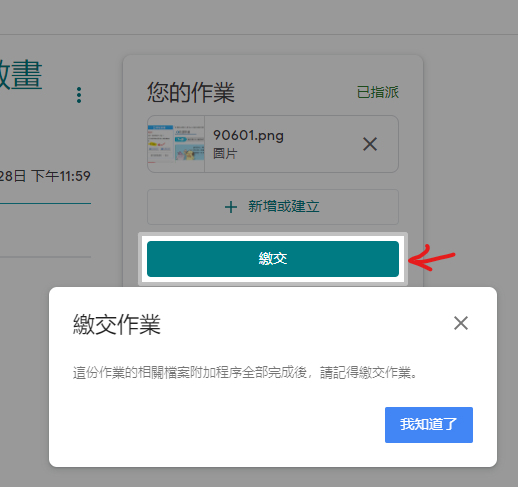 畫
您的作業
已指派
90601.png
圖片
28日 下午11:59
新增或建立
繳交
繳交作業
這份作業的相關檔案附加程序全部完成後，請記得繳交作業。
我知道了